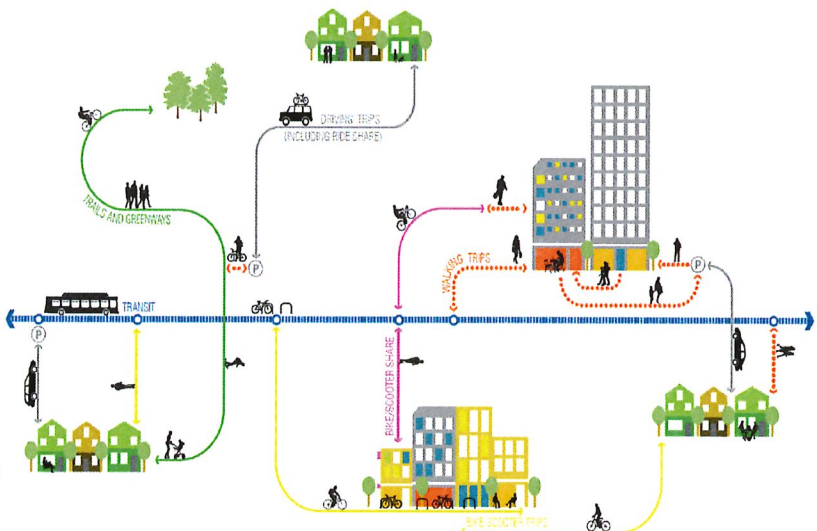 DRIVING TRIPS
(INCLUDING RIDE SHARE)
TRAILS AND GREENWAYS
P
WALKING TRIPS
P
TRANSIT
P
BIKE/SCOOTER SHARE
BIKE/SCOOTER TRIPS